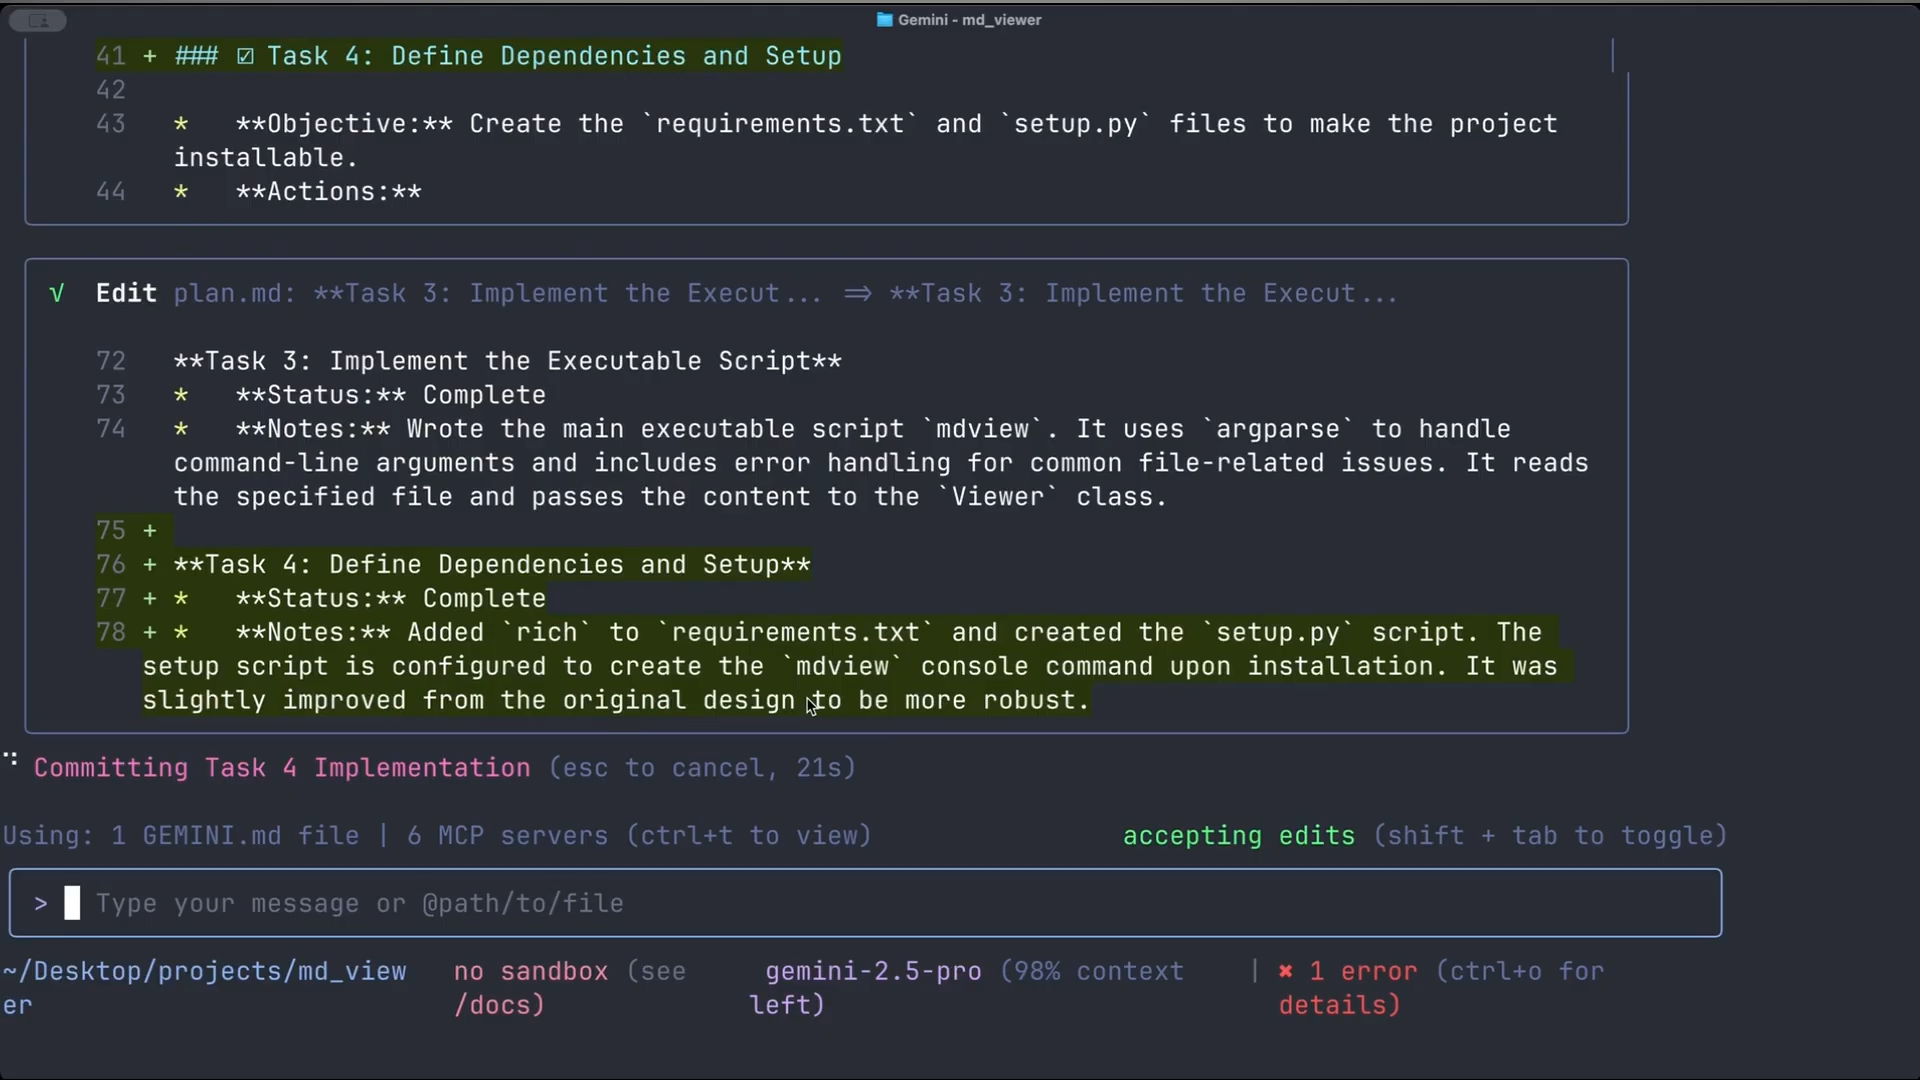 Gemini - md_viewer
41 + ### ☑ Task 4: Define Dependencies and Setup
42
43 * **Objective:** Create the `requirements.txt` and `setup.py` files to make the project
installable.
44 * **Actions:**
√ Edit plan.md: **Task 3: Implement the Execut... => **Task 3: Implement the Execut...
72 **Task 3: Implement the Executable Script**
73 * **Status:** Complete
74 * **Notes:** Wrote the main executable script `mdview`. It uses `argparse` to handle
command-line arguments and includes error handling for common file-related issues. It reads
the specified file and passes the content to the `Viewer` class.
75 +
76 + **Task 4: Define Dependencies and Setup**
77 + * **Status:** Complete
78 + * **Notes:** Added `rich` to `requirements.txt` and created the `setup.py` script. The
setup script is configured to create the `mdview` console command upon installation. It was
slightly improved from the original design to be more robust.
Committing Task 4 Implementation (esc to cancel, 21s)
Using: 1 GEMINI.md file | 6 MCP servers (ctrl+t to view) accepting edits (shift + tab to toggle)
> Type your message or @path/to/file
~/Desktop/projects/md_view no sandbox (see gemini-2.5-pro (98% context | ✖ 1 error (ctrl+o for
er /docs) left) details)